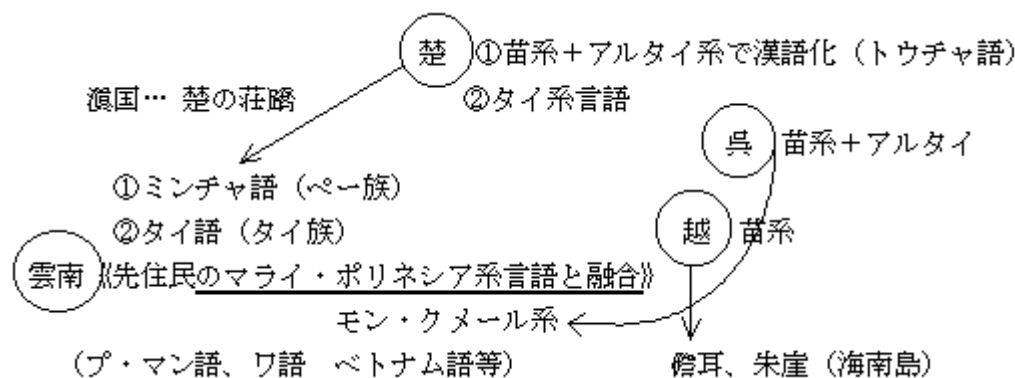 楚 ①苗系＋アルタイ系で漢語化（トウチャ語）
滇国… 楚の荘蹻 ②タイ系言語
呉 苗系＋アルタイ
①ミンチャ語（ぺー族）
②タイ語（タイ族）
越 苗系
雲南 《先住民のマライ・ポリネシア系言語と融合》
モン・クメール系
（プ・マン語、ワ語 ベトナム語等）
儋耳、朱崖（海南島）